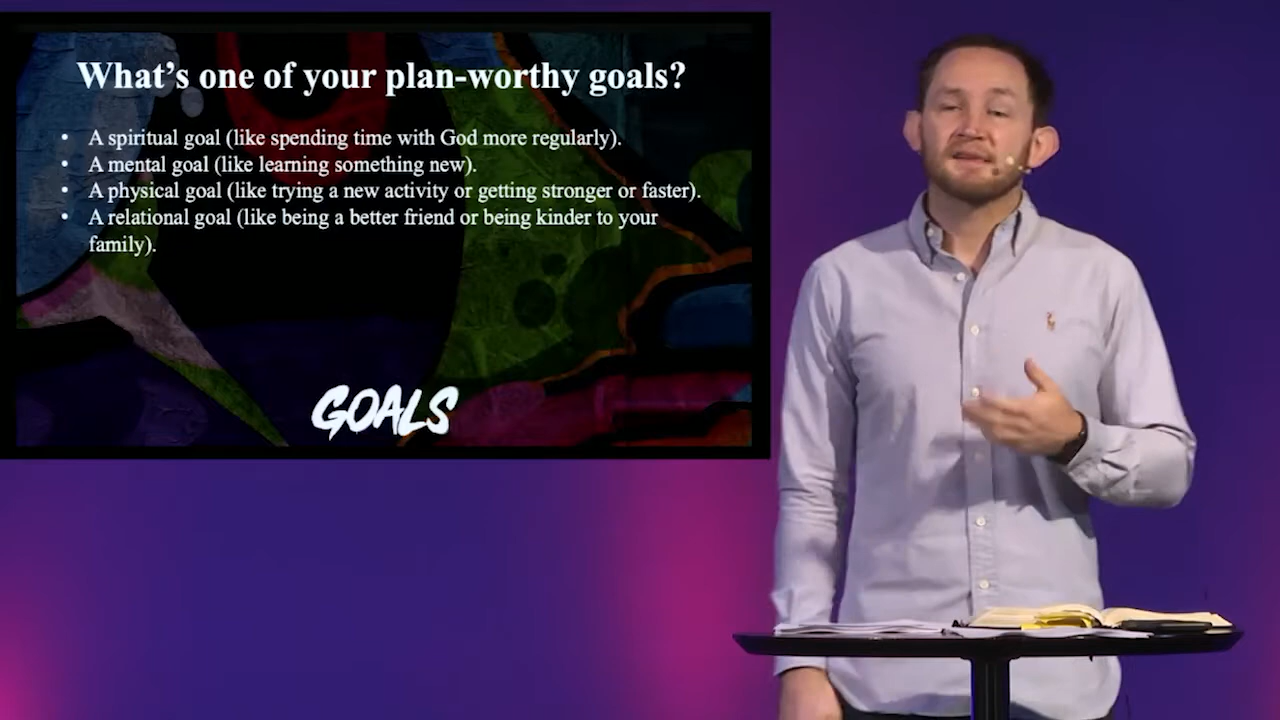 What’s one of your plan-worthy goals?
• A spiritual goal (like spending time with God more regularly).
• A mental goal (like learning something new).
• A physical goal (like trying a new activity or getting stronger or faster).
• A relational goal (like being a better friend or being kinder to your
family).
GOALS